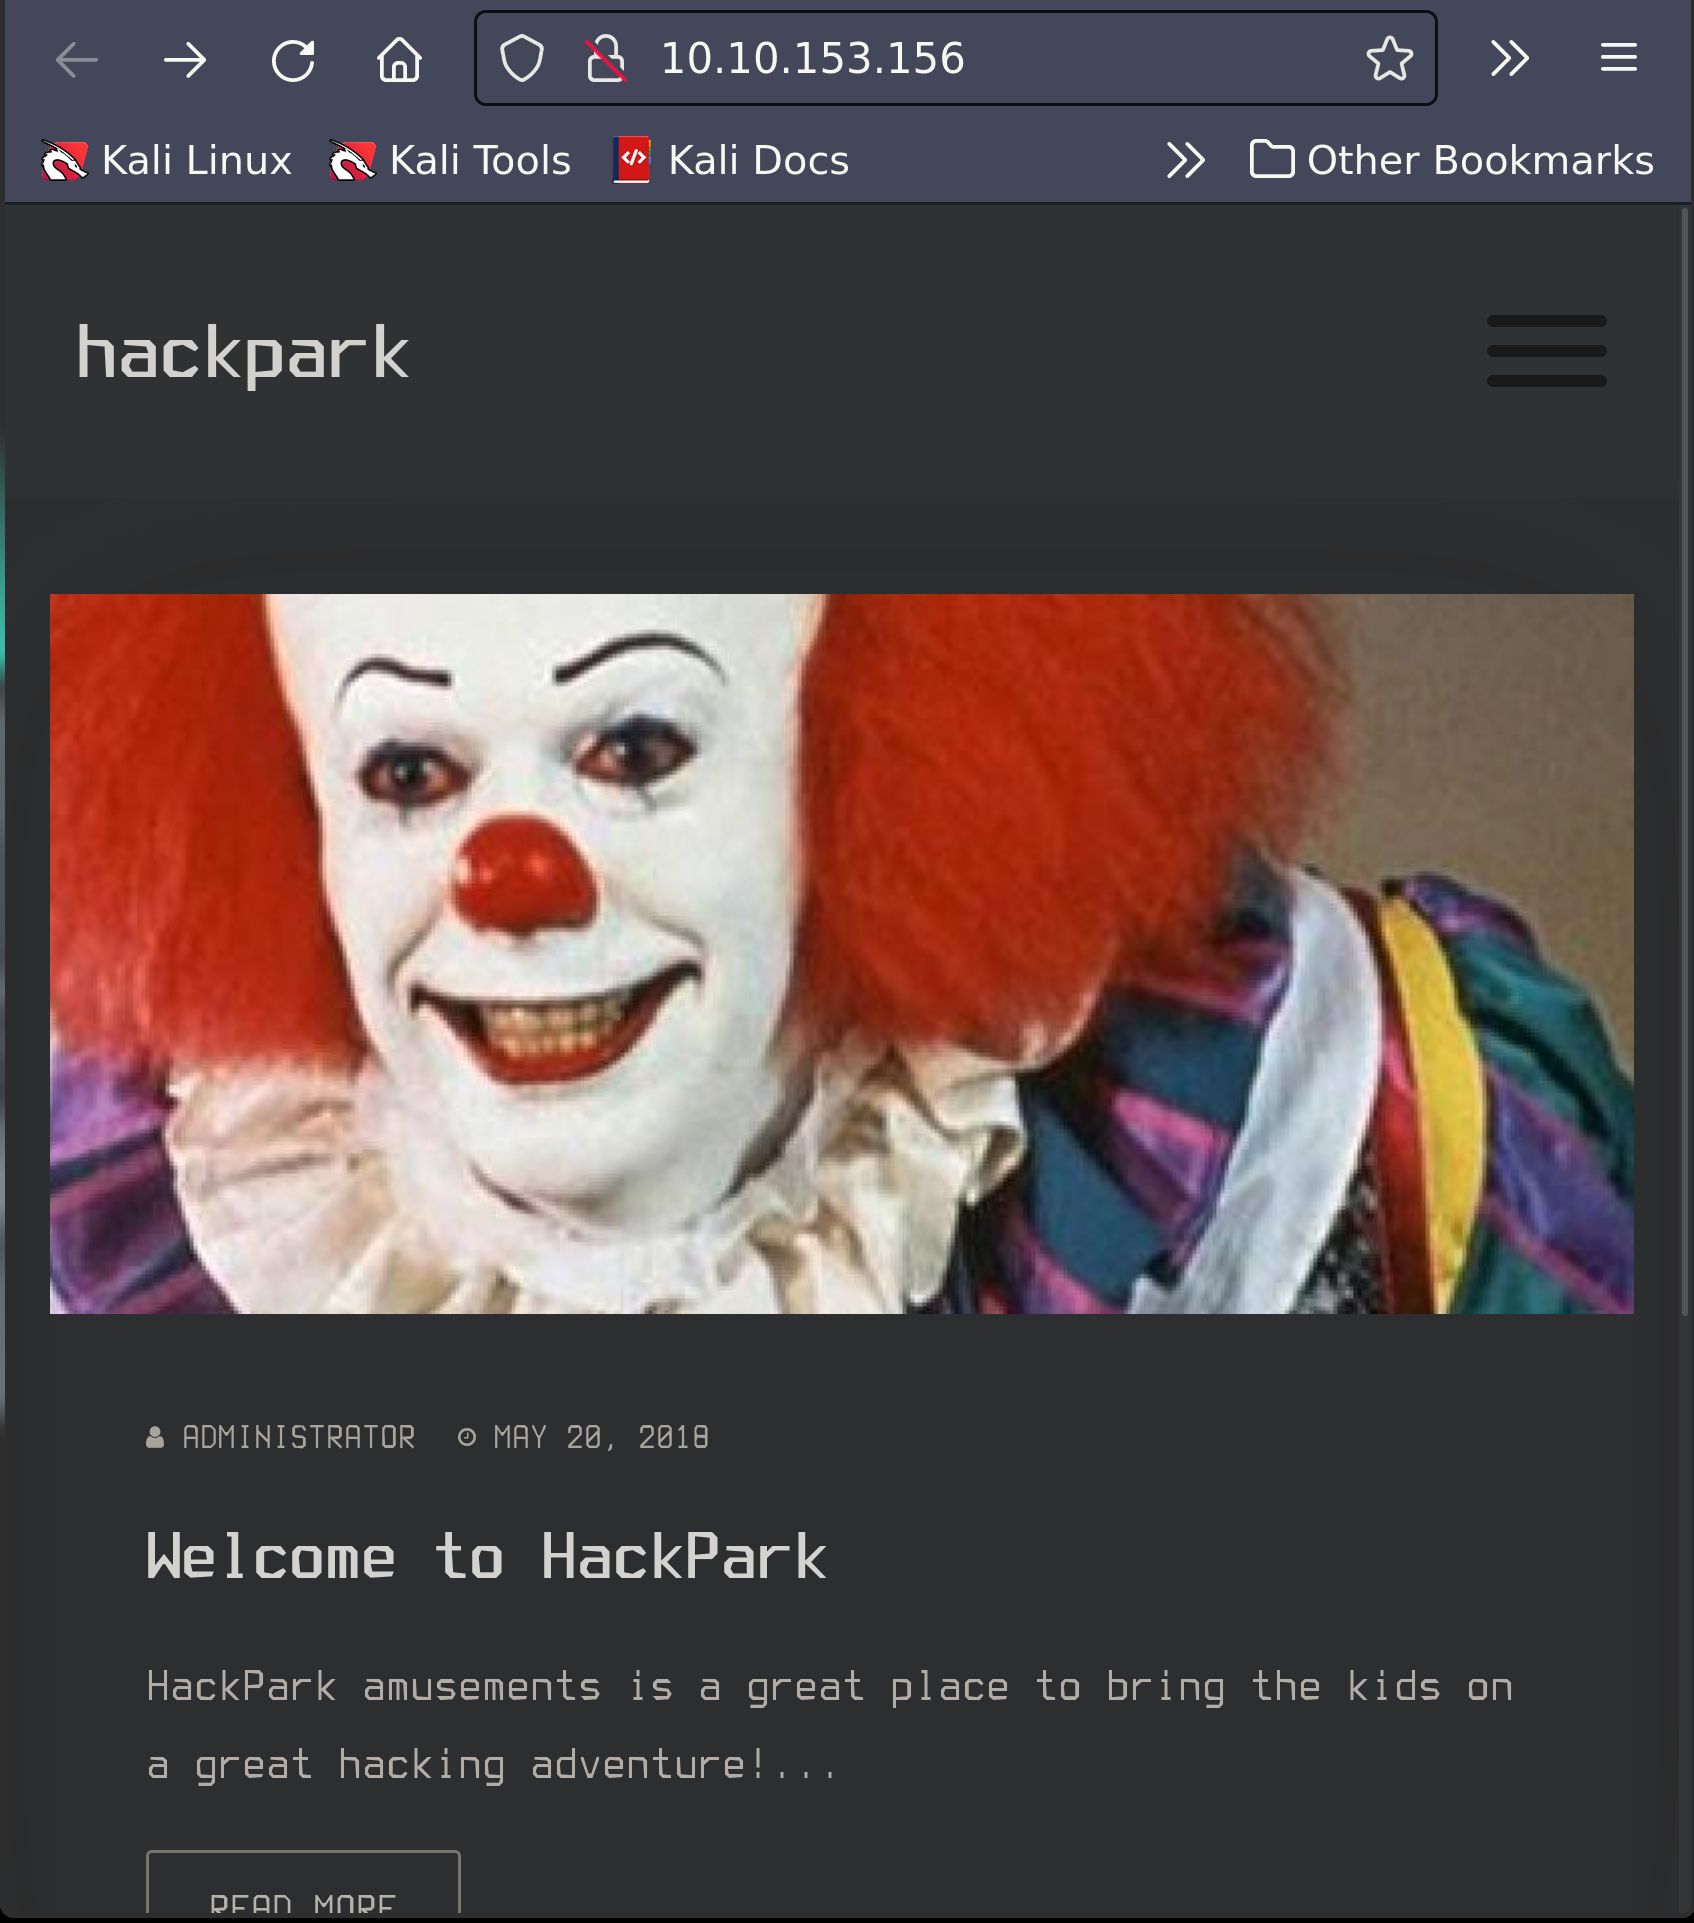 10.10.153.156
Kali Linux Kali Tools Kali Docs Other Bookmarks
hackpark
ADMINISTRATOR MAY 20, 2018
Welcome to HackPark
HackPark amusements is a great place to bring the kids on
a great hacking adventure!...
READ MORE